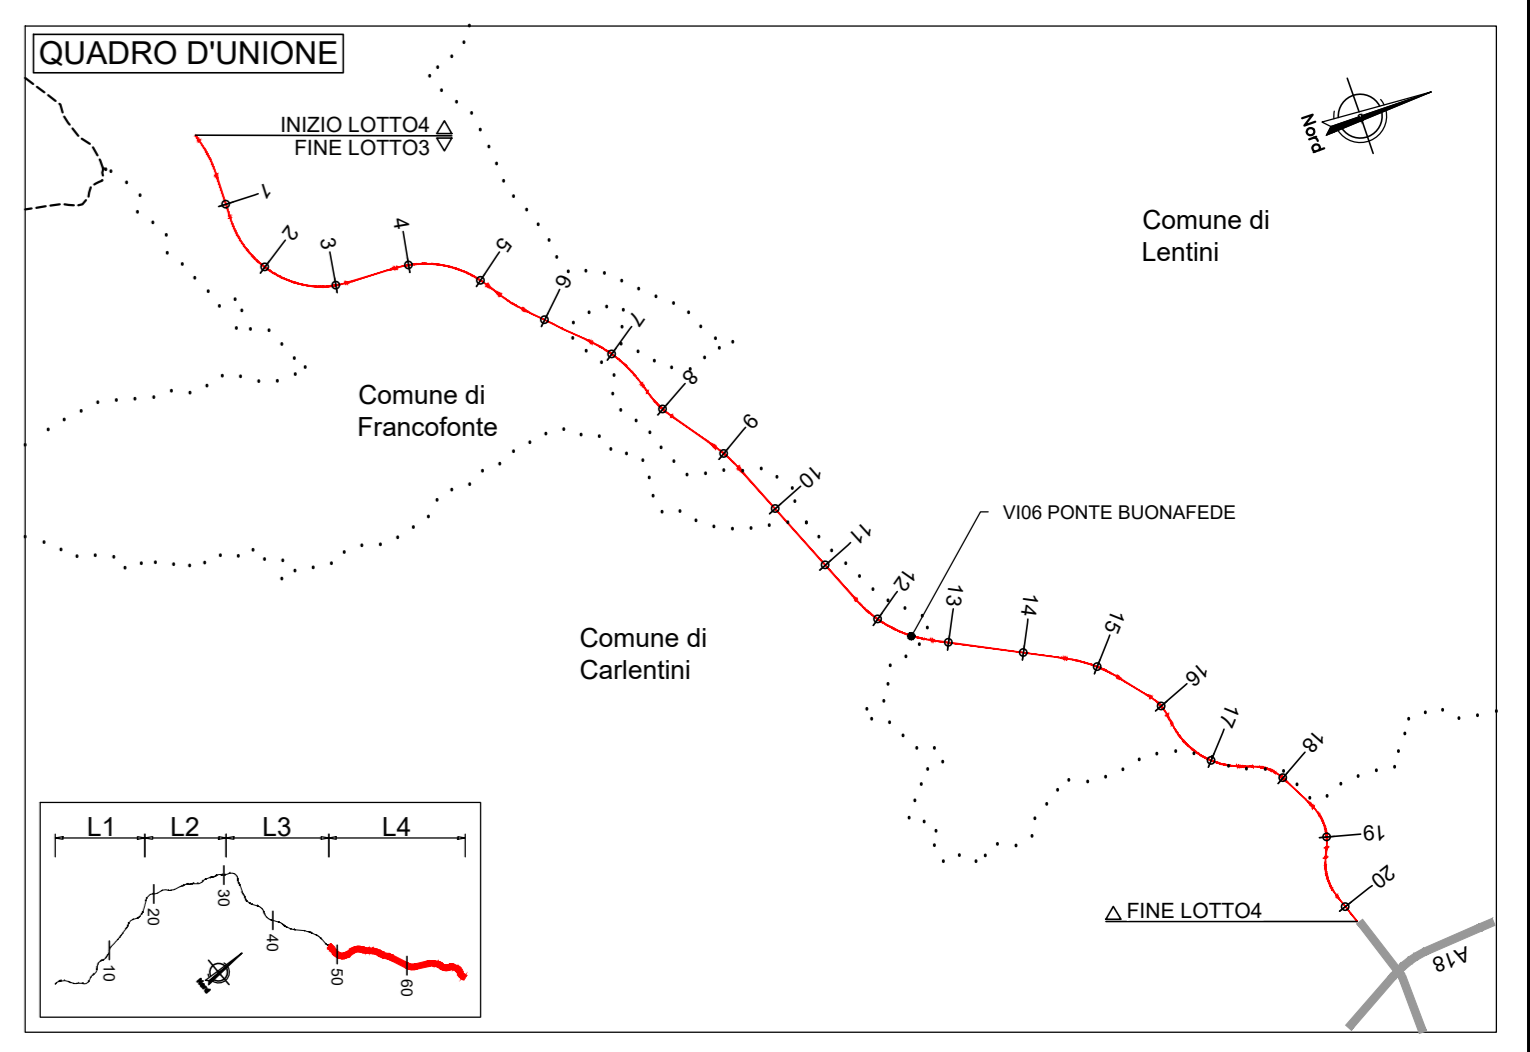 QUADRO D'UNIONE
INIZIO LOTTO4
FINE LOTTO3
Nord
Comune di
Lentini
1
2
3
4
5
6
7
8
9
10
11
12
13
14
15
16
17
18
19
20
Comune di
Francofonte
VI06 PONTE BUONAFEDE
Comune di
Carlentini
FINE LOTTO4
A18
L1 L2 L3 L4
10
20
30
40
50
60